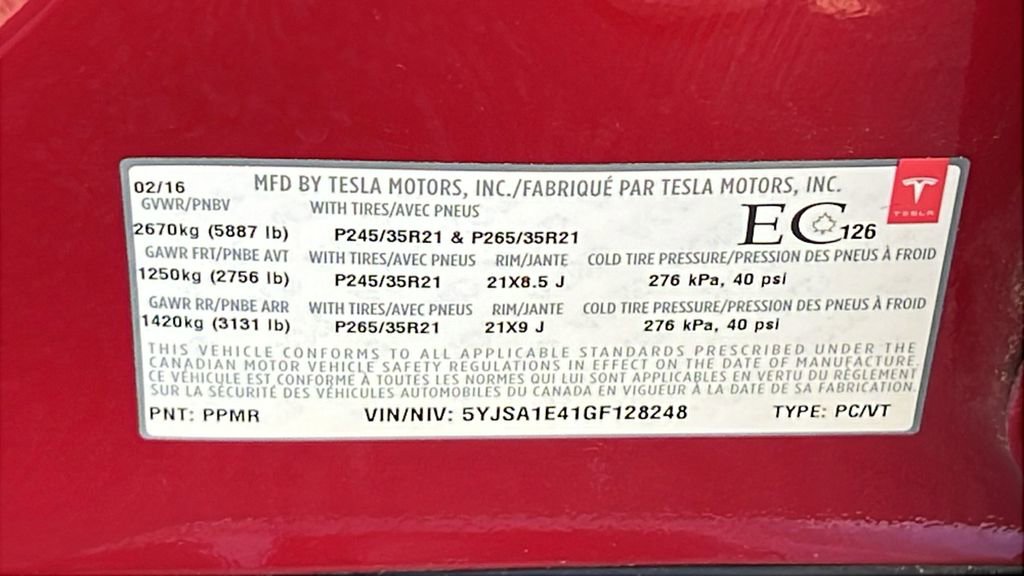 02/16 MFD BY TESLA MOTORS, INC./FABRIQUÉ PAR TESLA MOTORS, INC.
GVWR/PNBV WITH TIRES/AVEC PNEUS
TESLA
2670kg (5887 lb) P245/35R21 & P265/35R21 EC 126
GAWR FRT/PNBE AVT WITH TIRES/AVEC PNEUS RIM/JANTE COLD TIRE PRESSURE/PRESSION DES PNEUS À FROID
1250kg (2756 lb) P245/35R21 21X8.5 J 276 kPa, 40 psi
GAWR RR/PNBE ARR WITH TIRES/AVEC PNEUS RIM/JANTE COLD TIRE PRESSURE/PRESSION DES PNEUS À FROID
1420kg (3131 lb) P265/35R21 21X9 J 276 kPa, 40 psi
THIS VEHICLE CONFORMS TO ALL APPLICABLE STANDARDS PRESCRIBED UNDER THE
CANADIAN MOTOR VEHICLE SAFETY REGULATIONS IN EFFECT ON THE DATE OF MANUFACTURE.
CE VÉHICULE EST CONFORME À TOUTES LES NORMES QUI LUI SONT APPLICABLES EN VERTU DU RÈGLEMENT
SUR LA SÉCURITÉ DES VÉHICULES AUTOMOBILES DU CANADA EN VIGUEUR À LA DATE DE SA FABRICATION.
PNT: PPMR VIN/NIV: 5YJSA1E41GF128248 TYPE: PC/VT